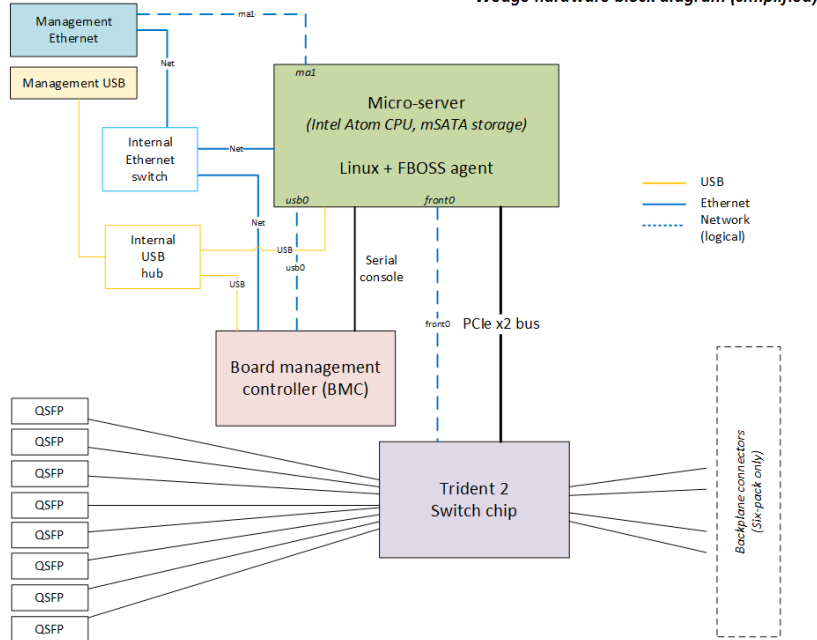 Wedge hardware block diagram (simplified)
Management
Ethernet
ma1
Net
ma1
Management USB
Micro-server
(Intel Atom CPU, mSATA storage)
Linux + FBOSS agent
Internal
Ethernet
switch
Net
usb0
front0
USB
Ethernet
Network
(logical)
Net
Internal
USB
hub
USB
usb0
USB
Serial
console
front0
PCIe x2 bus
Board management
controller (BMC)
QSFP
QSFP
QSFP
QSFP
QSFP
QSFP
QSFP
QSFP
Trident 2
Switch chip
Backplane connectors
(Six-pack only)